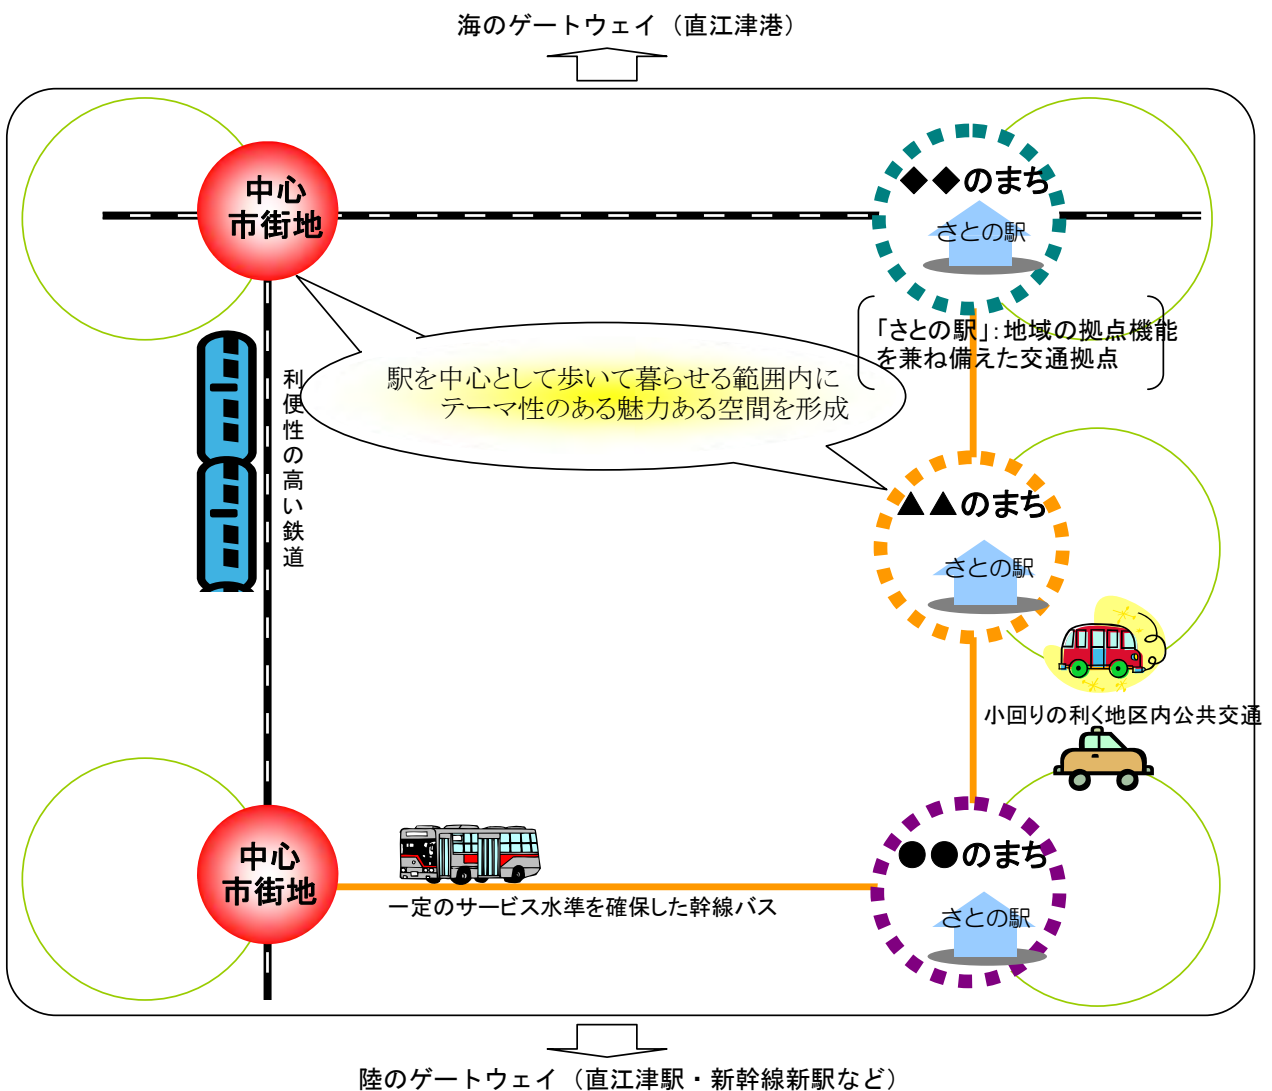 海のゲートウェイ（直江津港）
中心
市街地
◆◆のまち
さとの駅
「さとの駅」：地域の拠点機能
を兼ね備えた交通拠点
駅を中心として歩いて暮らせる範囲内に
テーマ性のある魅力ある空間を形成
利便性の高い鉄道
▲▲のまち
さとの駅
小回りの利く地区内公共交通
中心
市街地
●●のまち
さとの駅
一定のサービス水準を確保した幹線バス
陸のゲートウェイ（直江津駅・新幹線新駅など）